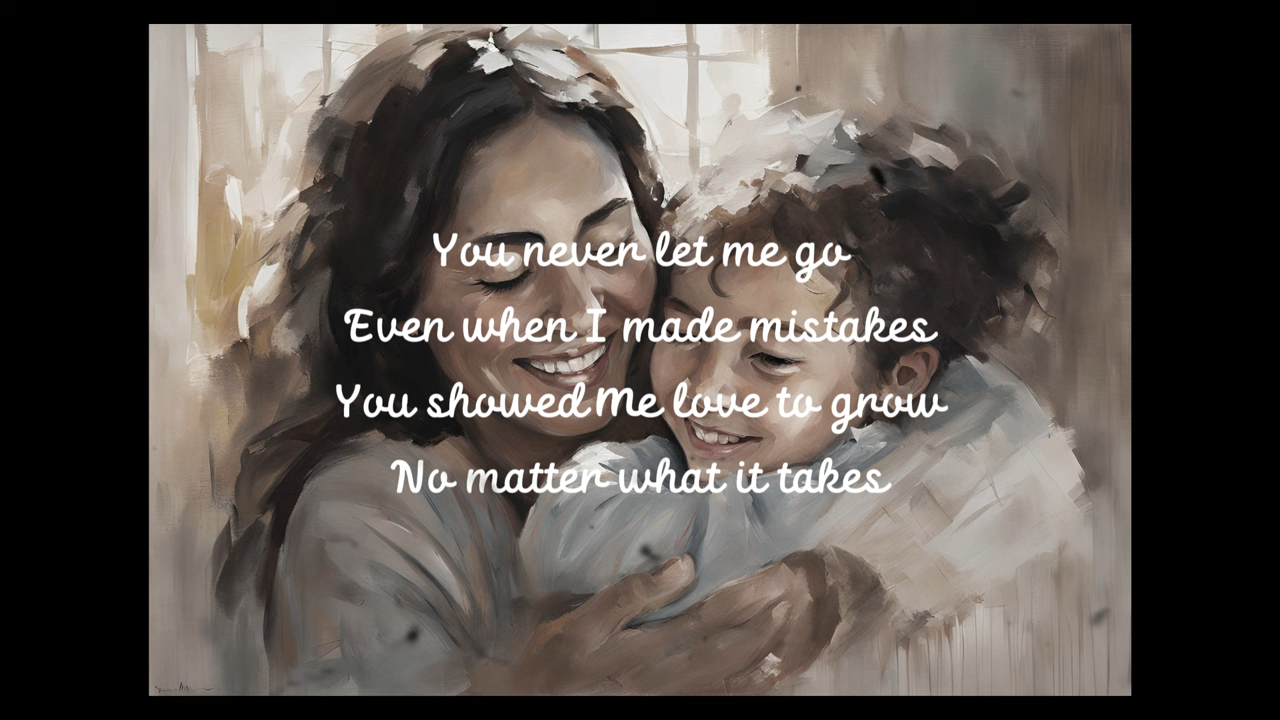 You never let me go
Even when I made mistakes
You showed Me love to grow
No matter what it takes